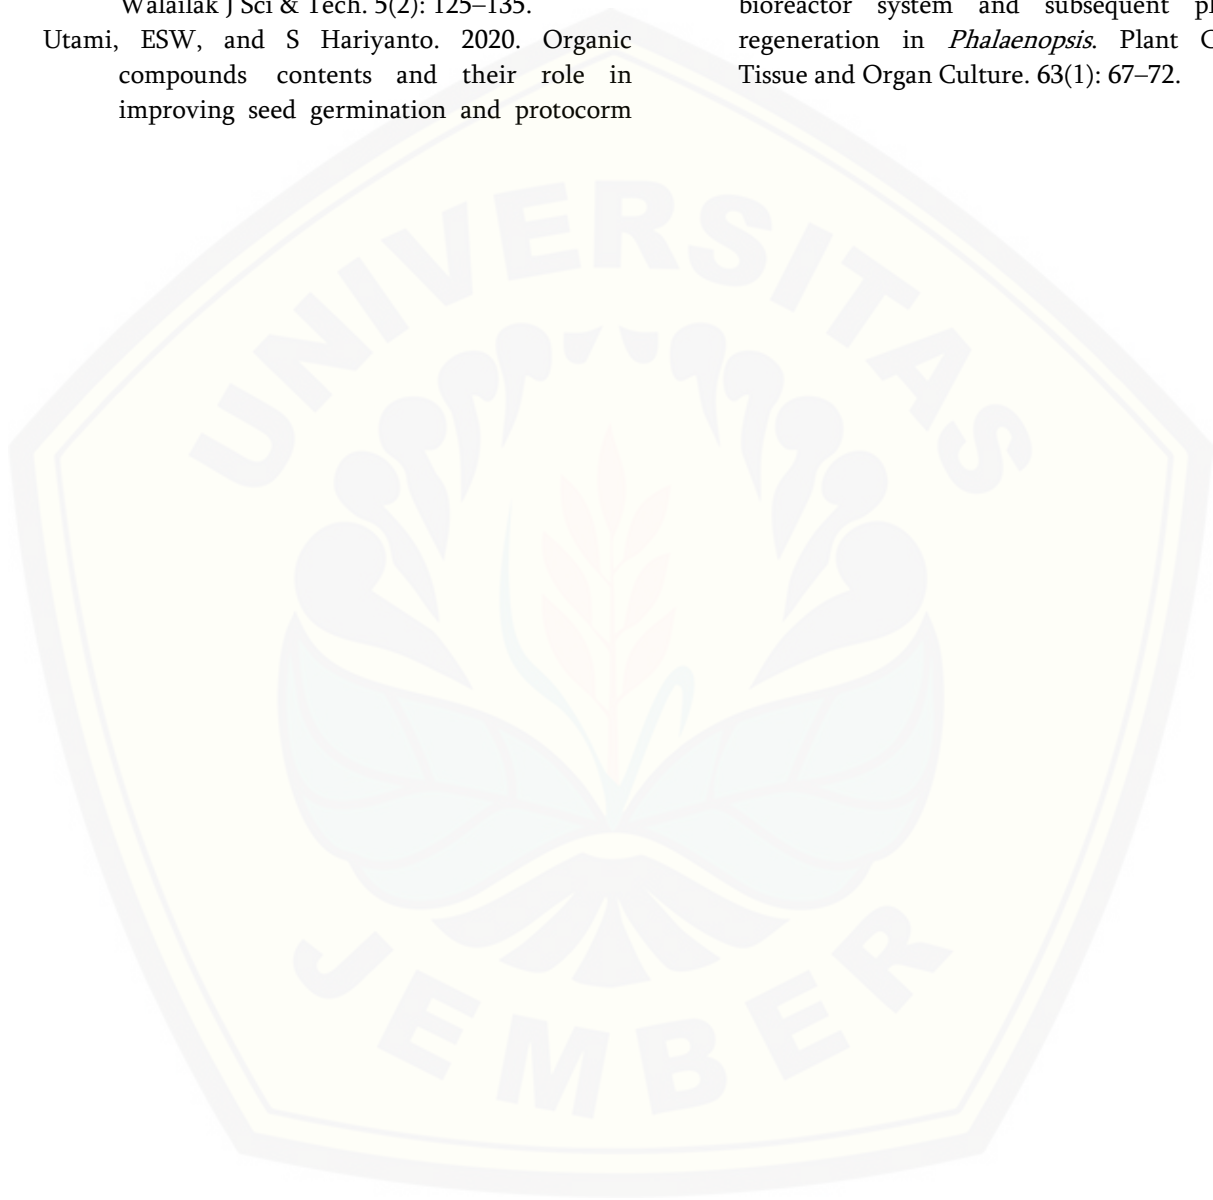 Walailak J Sci & Tech. 5(2): 125–135.
Utami, ESW, and S Hariyanto. 2020. Organic
compounds contents and their role in
improving seed germination and protocorm
bioreactor system and subsequent
regeneration in Phalaenopsis. Plant
Tissue and Organ Culture. 63(1): 67–72.
UNIVERSITAS
JEMBER